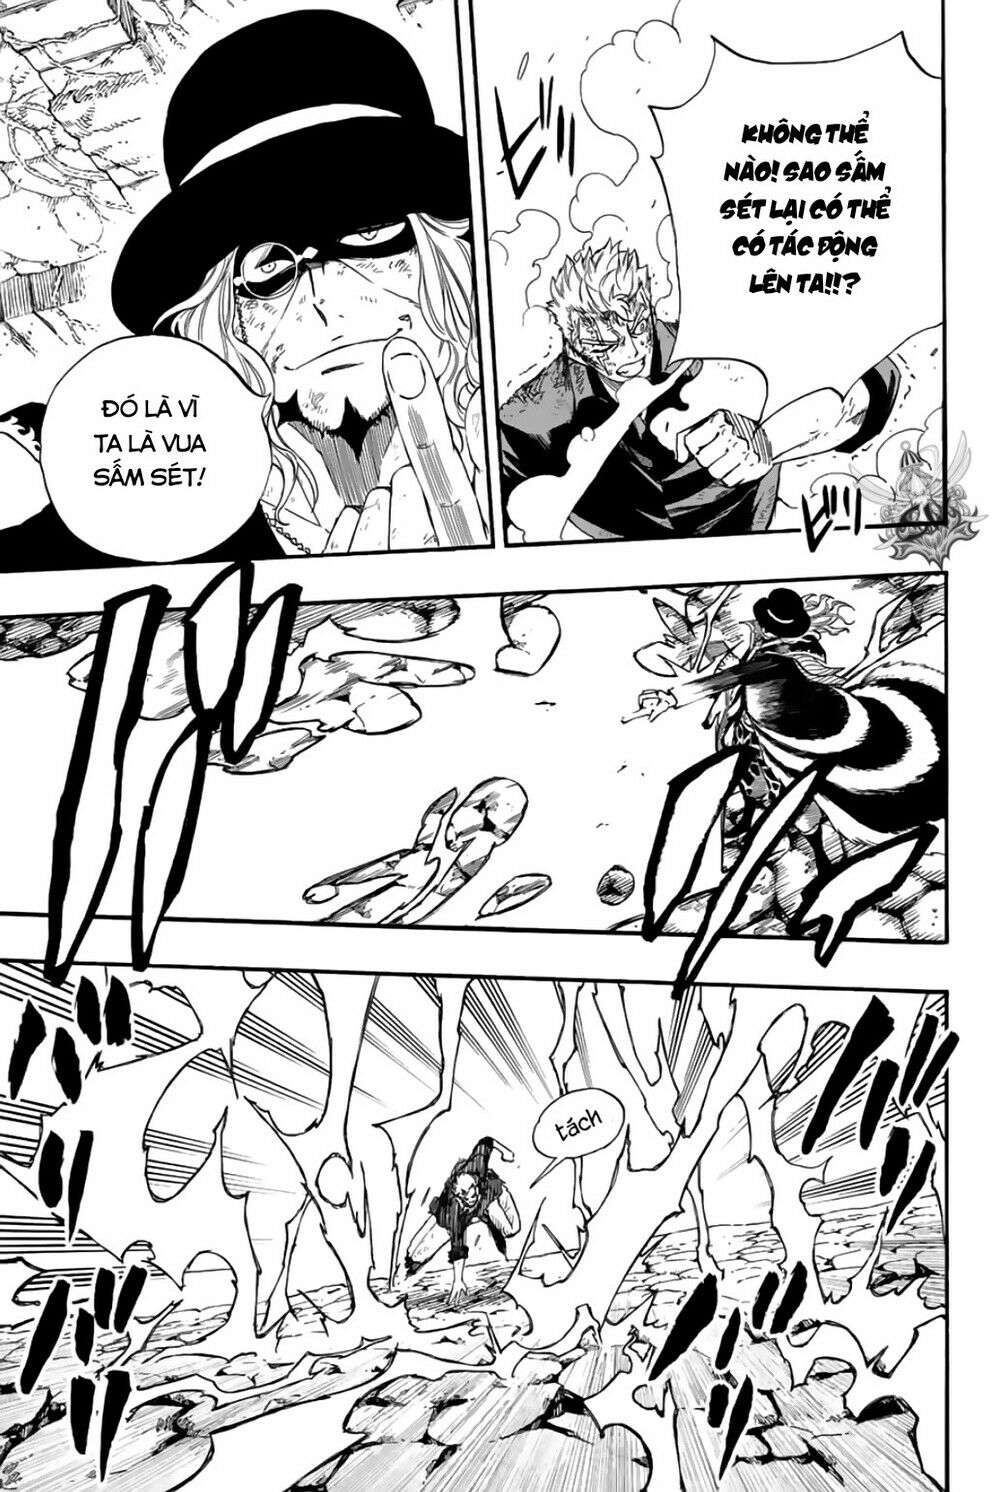 KHÔNG THỂ
NÀO! SAO SẤM
SÉT LẠI CÓ THỂ
CÓ TÁC ĐỘNG
LÊN TA!!?
ĐÓ LÀ VÌ
TA LÀ VUA
SẤM SÉT!
tách